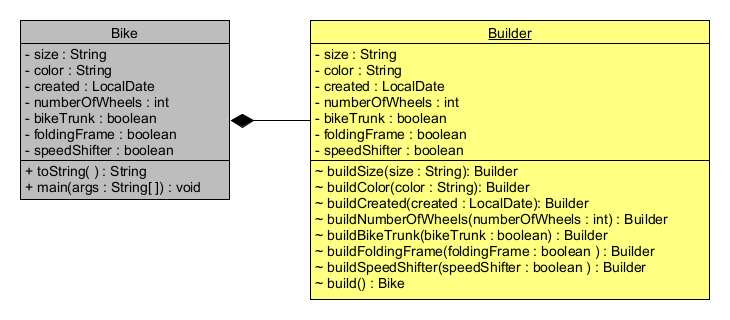 Bike
- size : String
- color : String
- created : LocalDate
- numberOfWheels : int
- bikeTrunk : boolean
- foldingFrame : boolean
- speedShifter : boolean
+ toString( ) : String
+ main(args : String[ ]) : void
Builder
- size : String
- color : String
- created : LocalDate
- numberOfWheels : int
- bikeTrunk : boolean
- foldingFrame : boolean
- speedShifter : boolean
~ buildSize(size : String): Builder
~ buildColor(color : String): Builder
~ buildCreated(created : LocalDate): Builder
~ buildNumberOfWheels(numberOfWheels : int) : Builder
~ buildBikeTrunk(bikeTrunk : boolean) : Builder
~ buildFoldingFrame(foldingFrame : boolean ) : Builder
~ buildSpeedShifter(speedShifter : boolean ) : Builder
~ build() : Bike